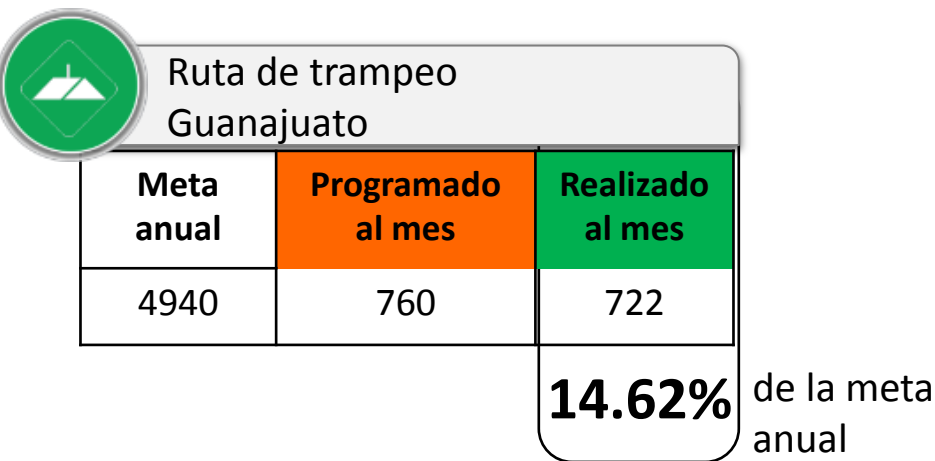 Ruta de trampeo
Guanajuato
Meta anual
Programado al mes
Realizado al mes
4940
760
722
14.62%
de la meta
anual